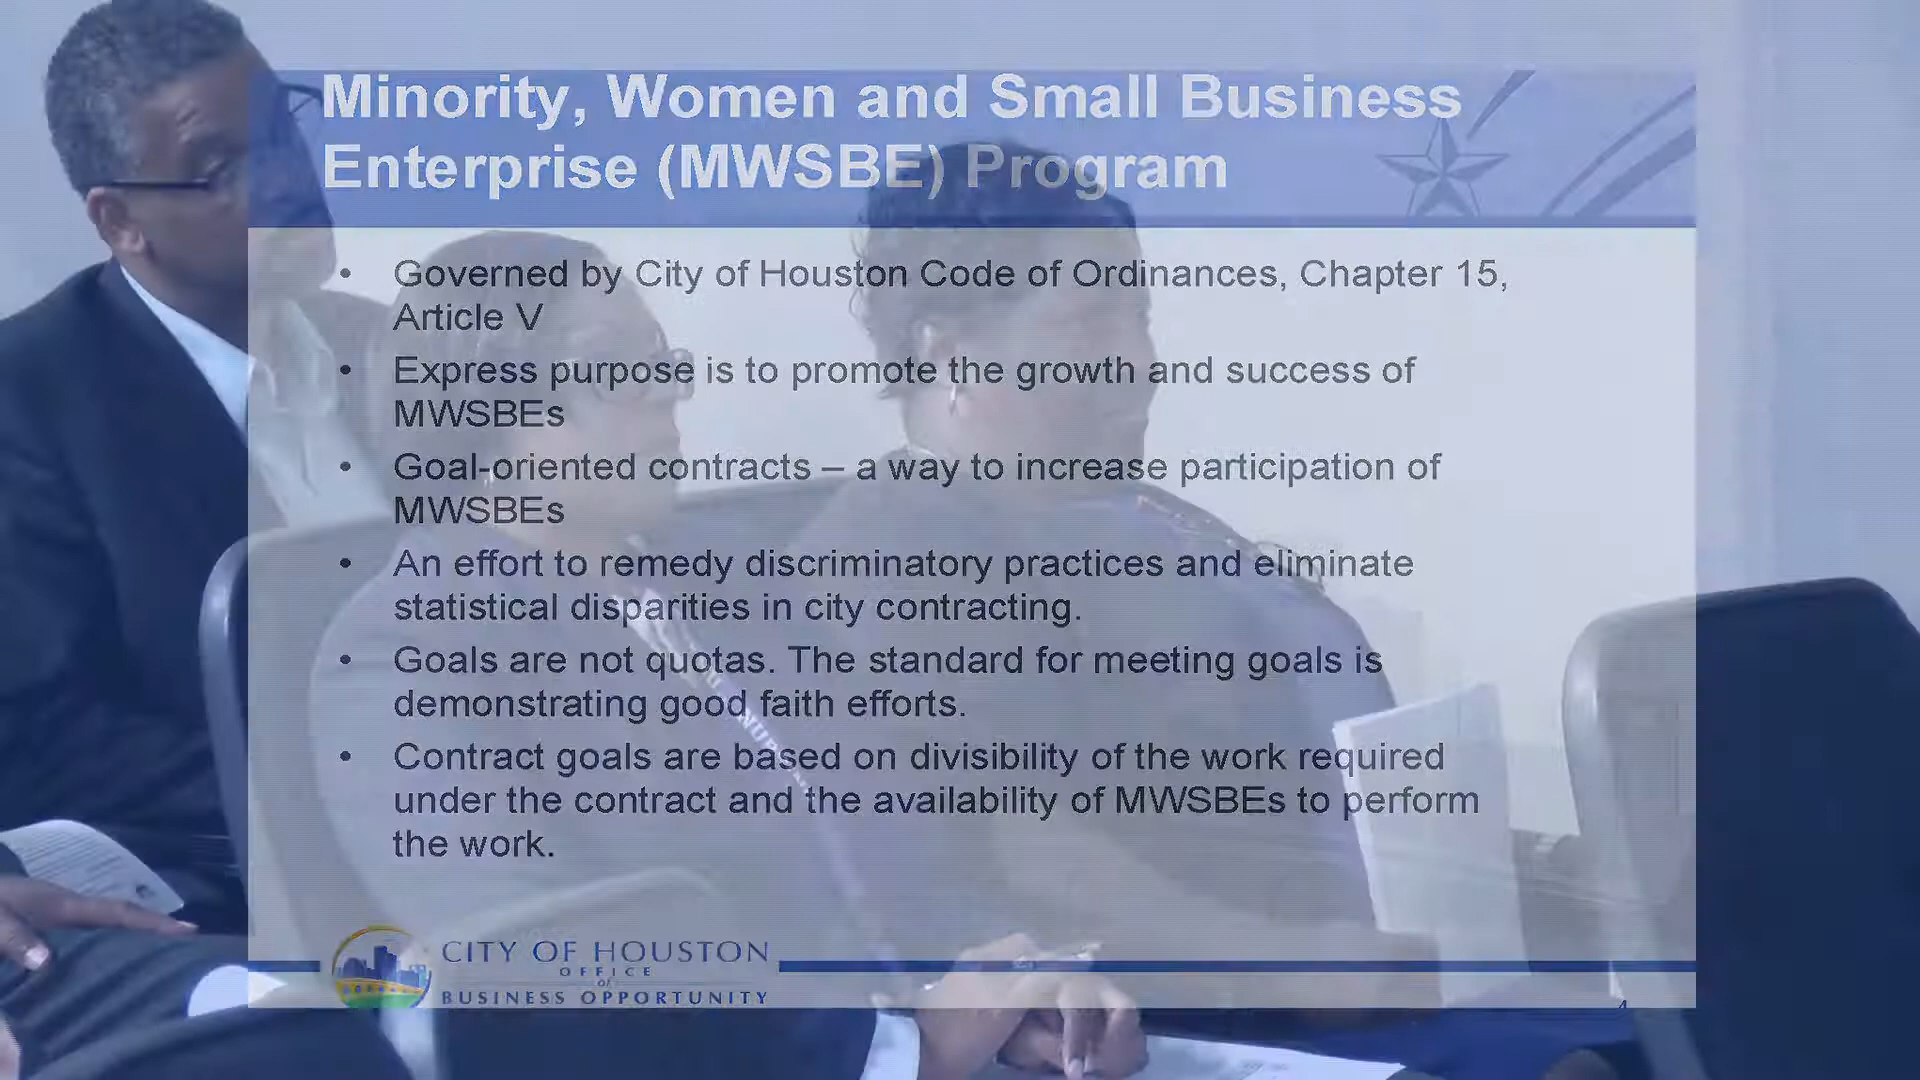 Minority, Women and Small Business
Enterprise (MWSBE) Program
• Governed by City of Houston Code of Ordinances, Chapter 15,
Article V
• Express purpose is to promote the growth and success of
MWSBEs
• Goal-oriented contracts – a way to increase participation of
MWSBEs
• An effort to remedy discriminatory practices and eliminate
statistical disparities in city contracting.
• Goals are not quotas. The standard for meeting goals is
demonstrating good faith efforts.
• Contract goals are based on divisibility of the work required
under the contract and the availability of MWSBEs to perform
the work.
CITY OF HOUSTON
OFFICE
OF
BUSINESS OPPORTUNITY
4